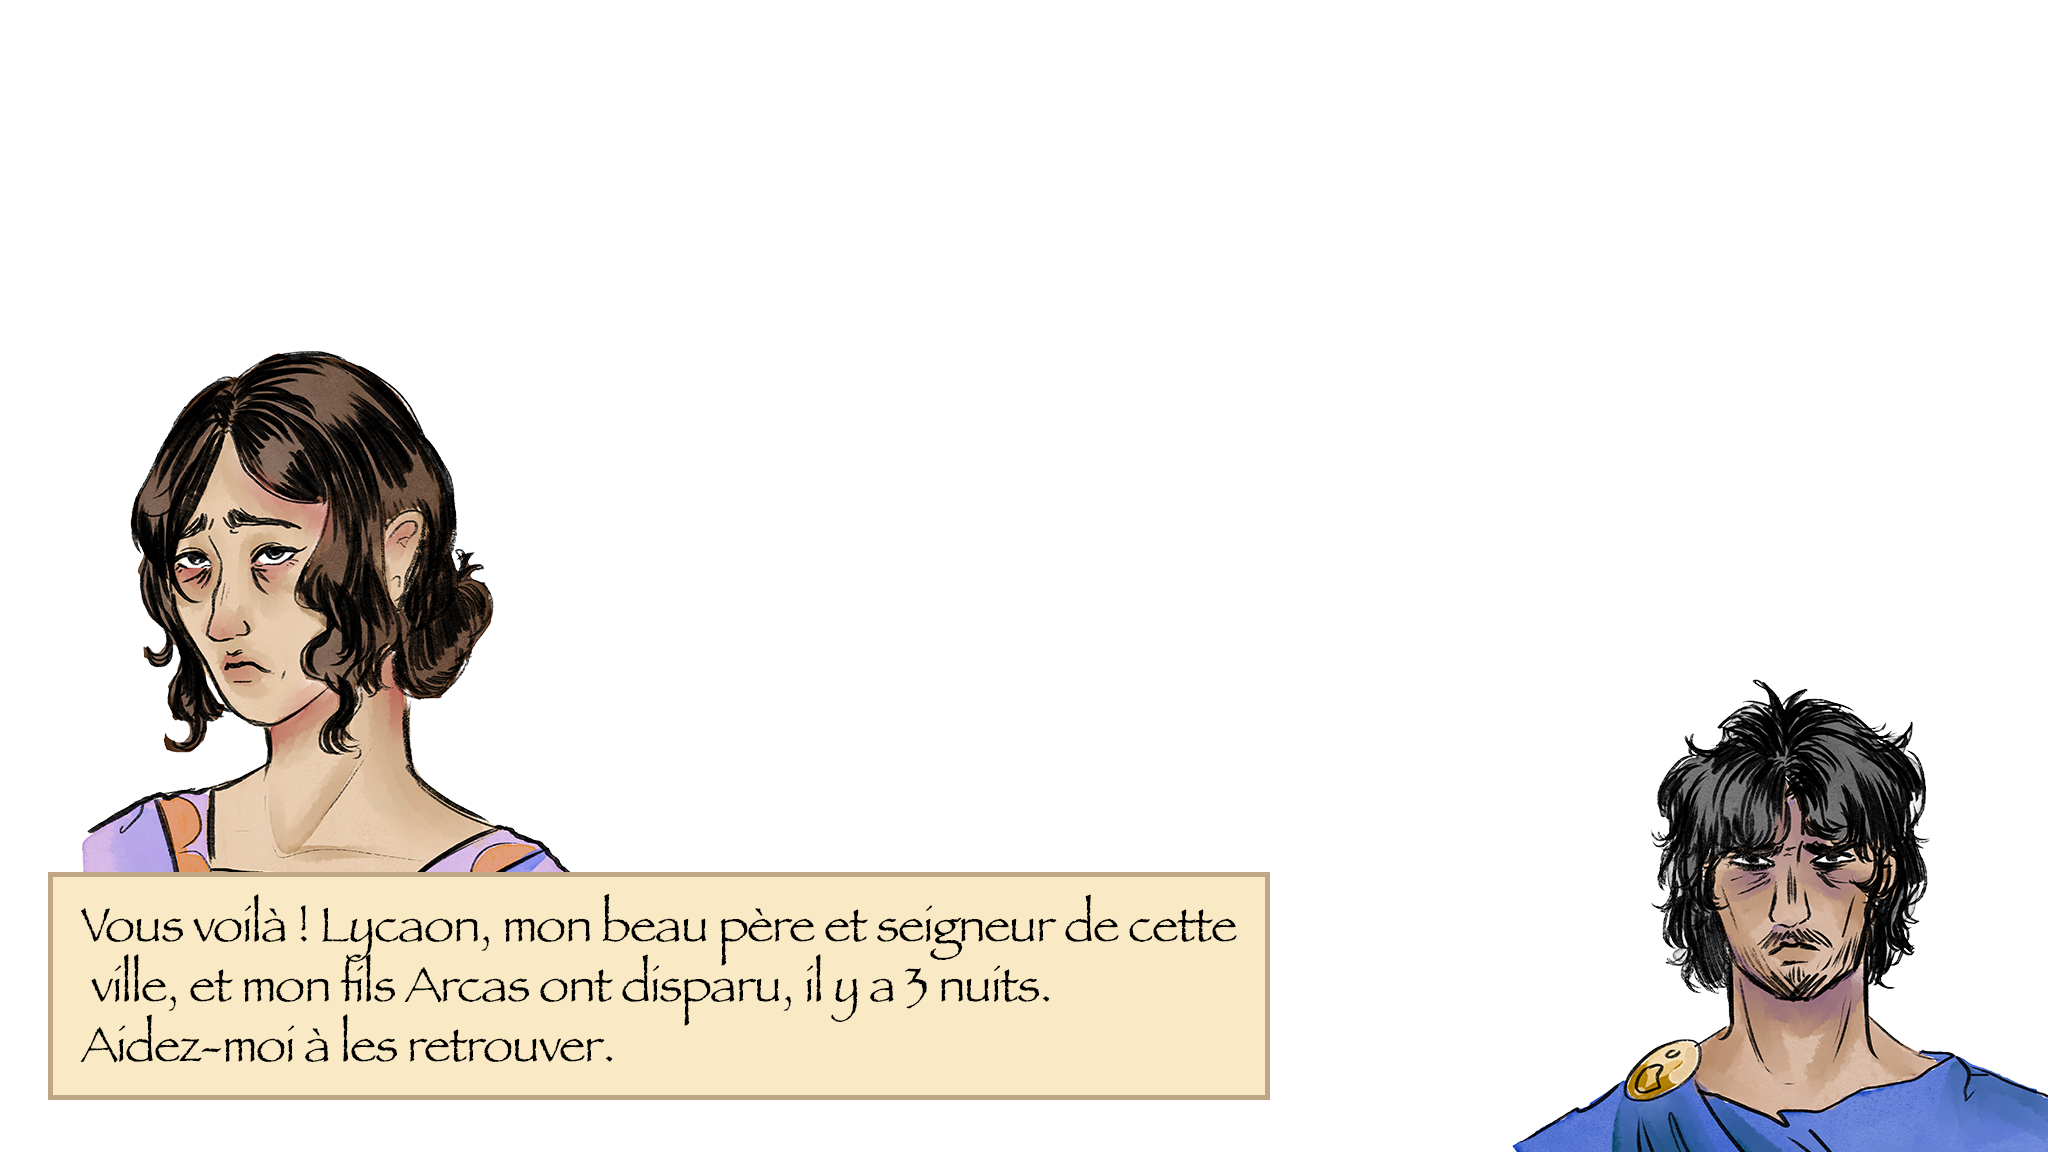 Vous voilà ! Lycaon, mon beau père et seigneur de cette
ville, et mon fils Arcas ont disparu, il y a 3 nuits.
Aidez-moi à les retrouver.